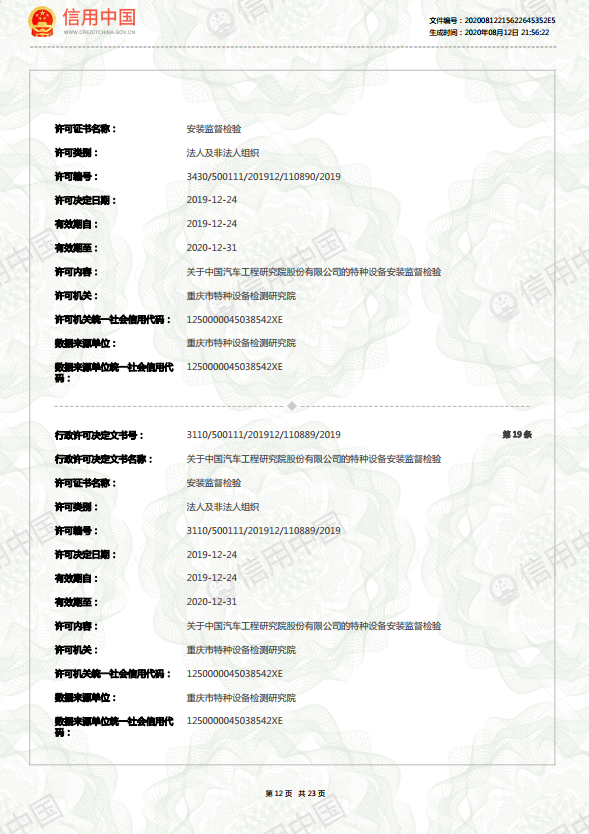 信用中国
WWW.CREDITCHINA.GOV.CN
文件编号：2020081221562264535​2E5
生成时间：2020年08月12日 21:56:22
许可证书名称： 安装监督检验
许可类别： 法人及非法人组织
许可编号： 3430/500111/201912/110890/2019
许可决定日期： 2019-12-24
有效期自： 2019-12-24
有效期至： 2020-12-31
许可内容： 关于中国汽车工程研究院股份有限公司的特种设备安装监督检验
许可机关： 重庆市特种设备检测研究院
许可机关统一社会信用代码： 1250000045038542XE
数据来源单位： 重庆市特种设备检测研究院
数据来源单位统一社会信用代 1250000045038542XE
码：
行政许可决定文书号： 3110/500111/201912/110889/2019 第 19 条
行政许可决定文书名称： 关于中国汽车工程研究院股份有限公司的特种设备安装监督检验
许可证书名称： 安装监督检验
许可类别： 法人及非法人组织
许可编号： 3110/500111/201912/110889/2019
许可决定日期： 2019-12-24
有效期自： 2019-12-24
有效期至： 2020-12-31
许可内容： 关于中国汽车工程研究院股份有限公司的特种设备安装监督检验
许可机关： 重庆市特种设备检测研究院
许可机关统一社会信用代码： 1250000045038542XE
数据来源单位： 重庆市特种设备检测研究院
数据来源单位统一社会信用代 1250000045038542XE
码：
第 12 页 共 23 页